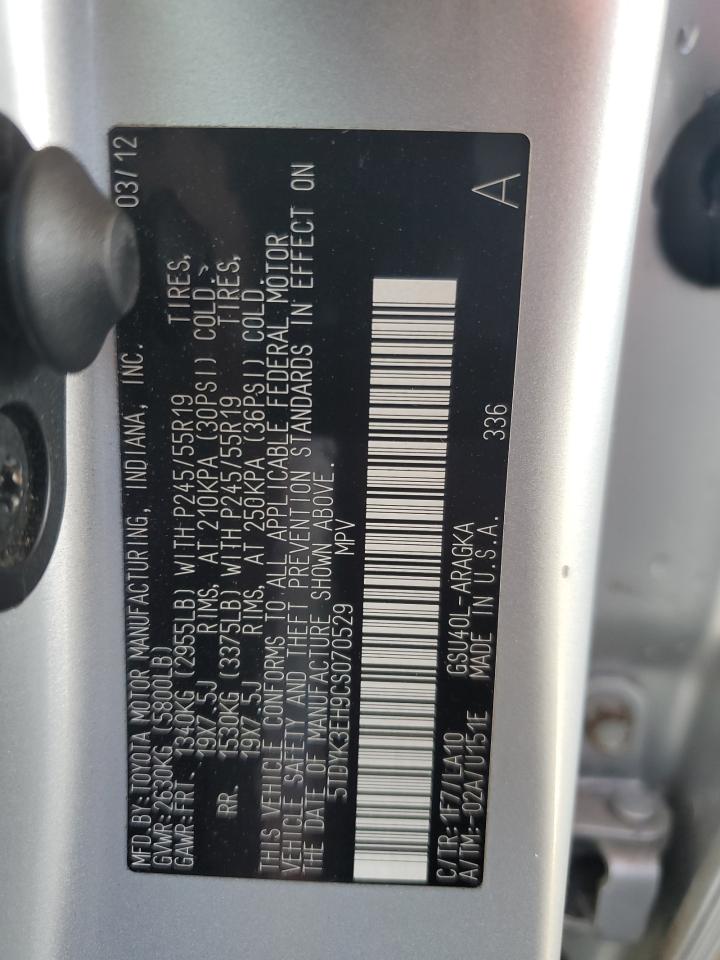 MFD. BY: TOYOTA MOTOR MANUFACTURING, INDIANA, INC. 03/12
GVWR: 2630KG (5800LB)
GAWR: FRT. 1340KG (2955LB) WITH P245/55R19 TIRES,
19X7.5J RIMS, AT 210KPA (30PSI) COLD.
RR. 1530KG (3375LB) WITH P245/55R19 TIRES,
19X7.5J RIMS, AT 250KPA (36PSI) COLD.
THIS VEHICLE CONFORMS TO ALL APPLICABLE FEDERAL MOTOR
VEHICLE SAFETY AND THEFT PREVENTION STANDARDS IN EFFECT ON
THE DATE OF MANUFACTURE SHOWN ABOVE.
5TDYK3EH9CS070529 MPV
C/TR: 1F7/LA10 GSU40L-ARAGKA
A/TM: -02A/U151E MADE IN U.S.A. 336 A